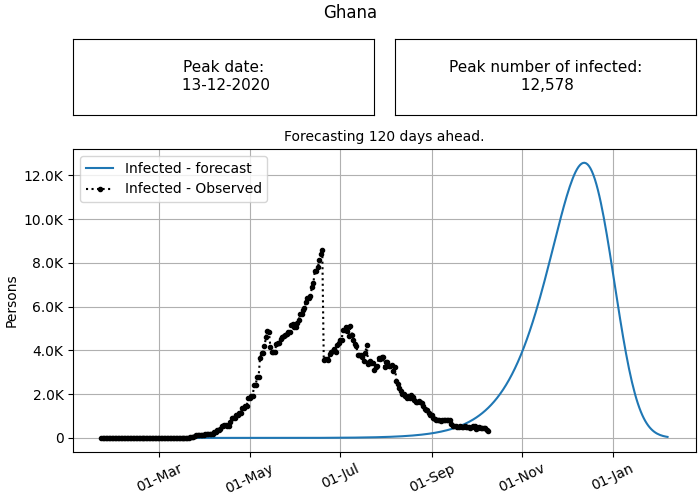 Ghana
Peak date:
13-12-2020
Peak number of infected:
12,578
Forecasting 120 days ahead.
Infected - forecast
Infected - Observed
12.0K
10.0K
8.0K
6.0K
4.0K
2.0K
0
Persons
01-Mar
01-May
01-Jul
01-Sep
01-Nov
01-Jan